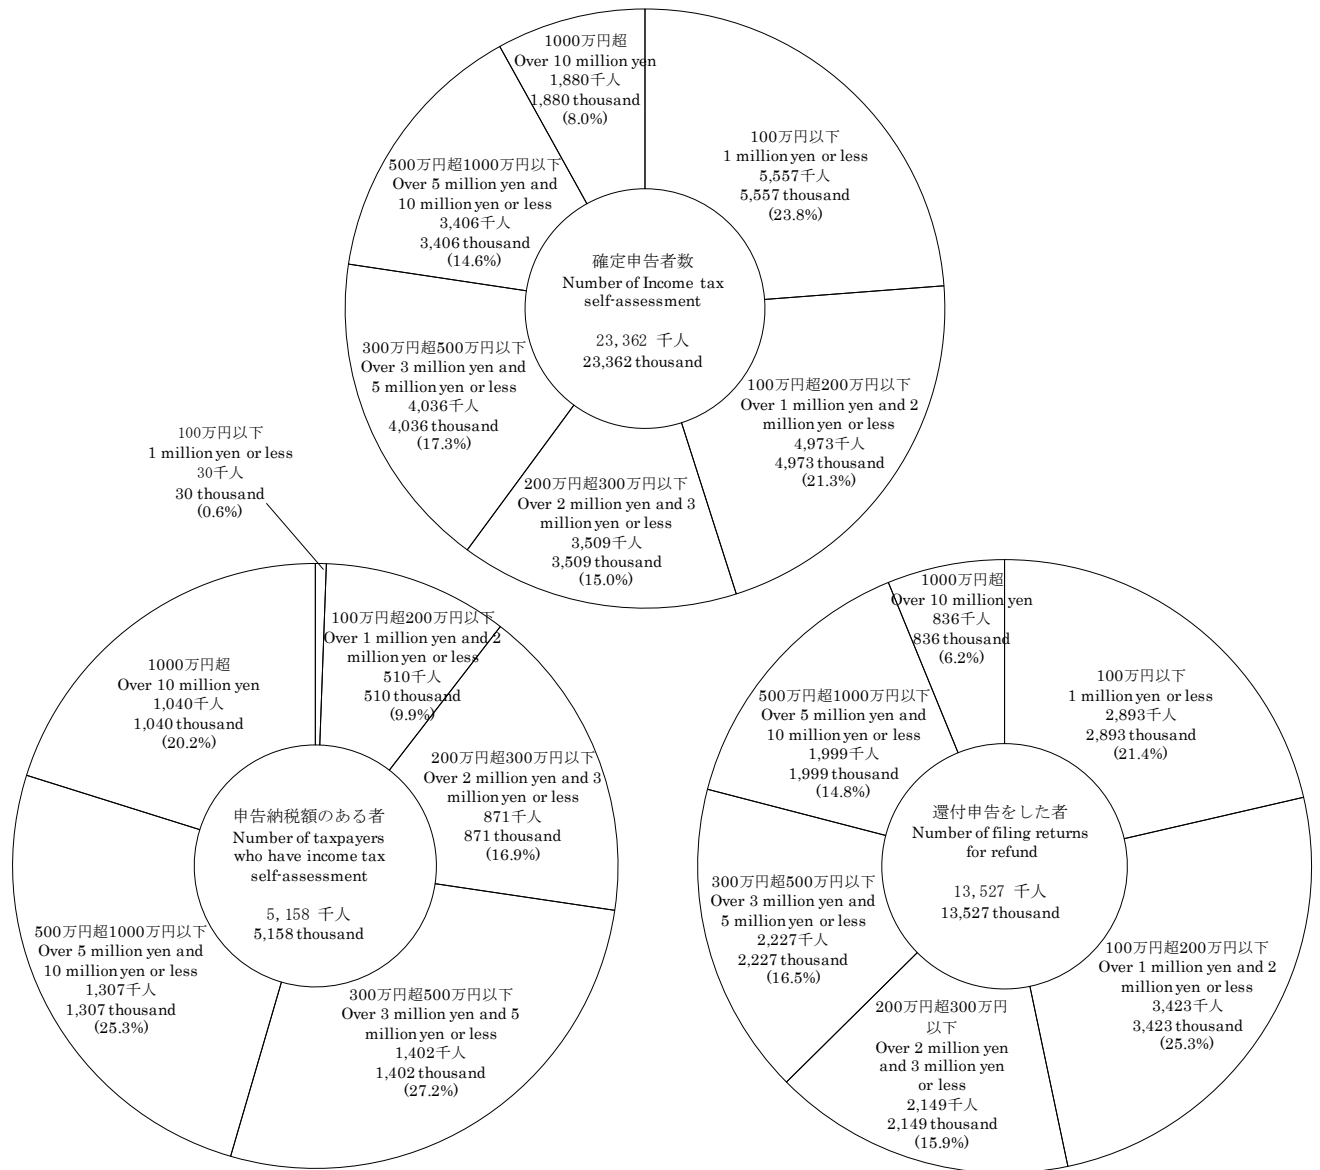 1000万円超
Over 10 million yen
1,880千人
1,880 thousand
(8.0%)
100万円以下
1 million yen or less
5,557千人
5,557 thousand
(23.8%)
500万円超1000万円以下
Over 5 million yen and
10 million yen or less
3,406千人
3,406 thousand
(14.6%)
確定申告者数
Number of Income tax
self-assessment
23,362 千人
23,362 thousand
300万円超500万円以下
Over 3 million yen and
5 million yen or less
4,036千人
4,036 thousand
(17.3%)
100万円超200万円以下
Over 1 million yen and 2
million yen or less
4,973千人
4,973 thousand
(21.3%)
200万円超300万円以下
Over 2 million yen and 3
million yen or less
3,509千人
3,509 thousand
(15.0%)
100万円以下
1 million yen or less
30千人
30 thousand
(0.6%)
100万円超200万円以下
Over 1 million yen and 2
million yen or less
510千人
510 thousand
(9.9%)
1000万円超
Over 10 million yen
1,040千人
1,040 thousand
(20.2%)
200万円超300万円以下
Over 2 million yen and 3
million yen or less
871千人
871 thousand
(16.9%)
申告納税額のある者
Number of taxpayers
who have income tax
self-assessment
5,158 千人
5,158 thousand
500万円超1000万円以下
Over 5 million yen and
10 million yen or less
1,307千人
1,307 thousand
(25.3%)
300万円超500万円以下
Over 3 million yen and 5
million yen or less
1,402千人
1,402 thousand
(27.2%)
1000万円超
Over 10 million yen
836千人
836 thousand
(6.2%)
100万円以下
1 million yen or less
2,893千人
2,893 thousand
(21.4%)
500万円超1000万円以下
Over 5 million yen and
10 million yen or less
1,999千人
1,999 thousand
(14.8%)
還付申告をした者
Number of filing returns
for refund
13,527 千人
13,527 thousand
300万円超500万円以下
Over 3 million yen and
5 million yen or less
2,227千人
2,227 thousand
(16.5%)
100万円超200万円以下
Over 1 million yen and 2
million yen or less
3,423千人
3,423 thousand
(25.3%)
200万円超300万円
以下
Over 2 million yen
and 3 million yen
or less
2,149千人
2,149 thousand
(15.9%)